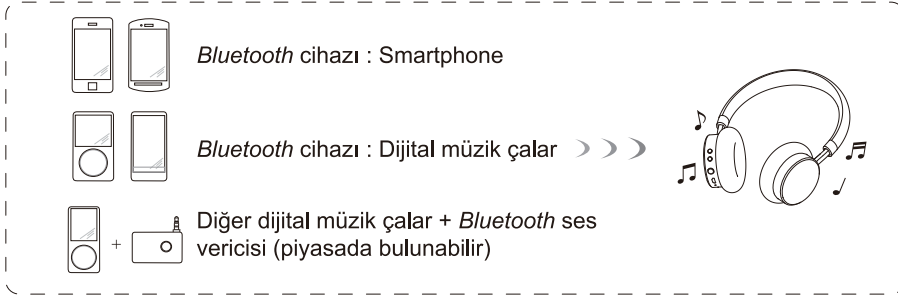 Bluetooth cihazı : Smartphone
Bluetooth cihazı : Dijital müzik çalar
Diğer dijital müzik çalar + Bluetooth ses
vericisi (piyasada bulunabilir)